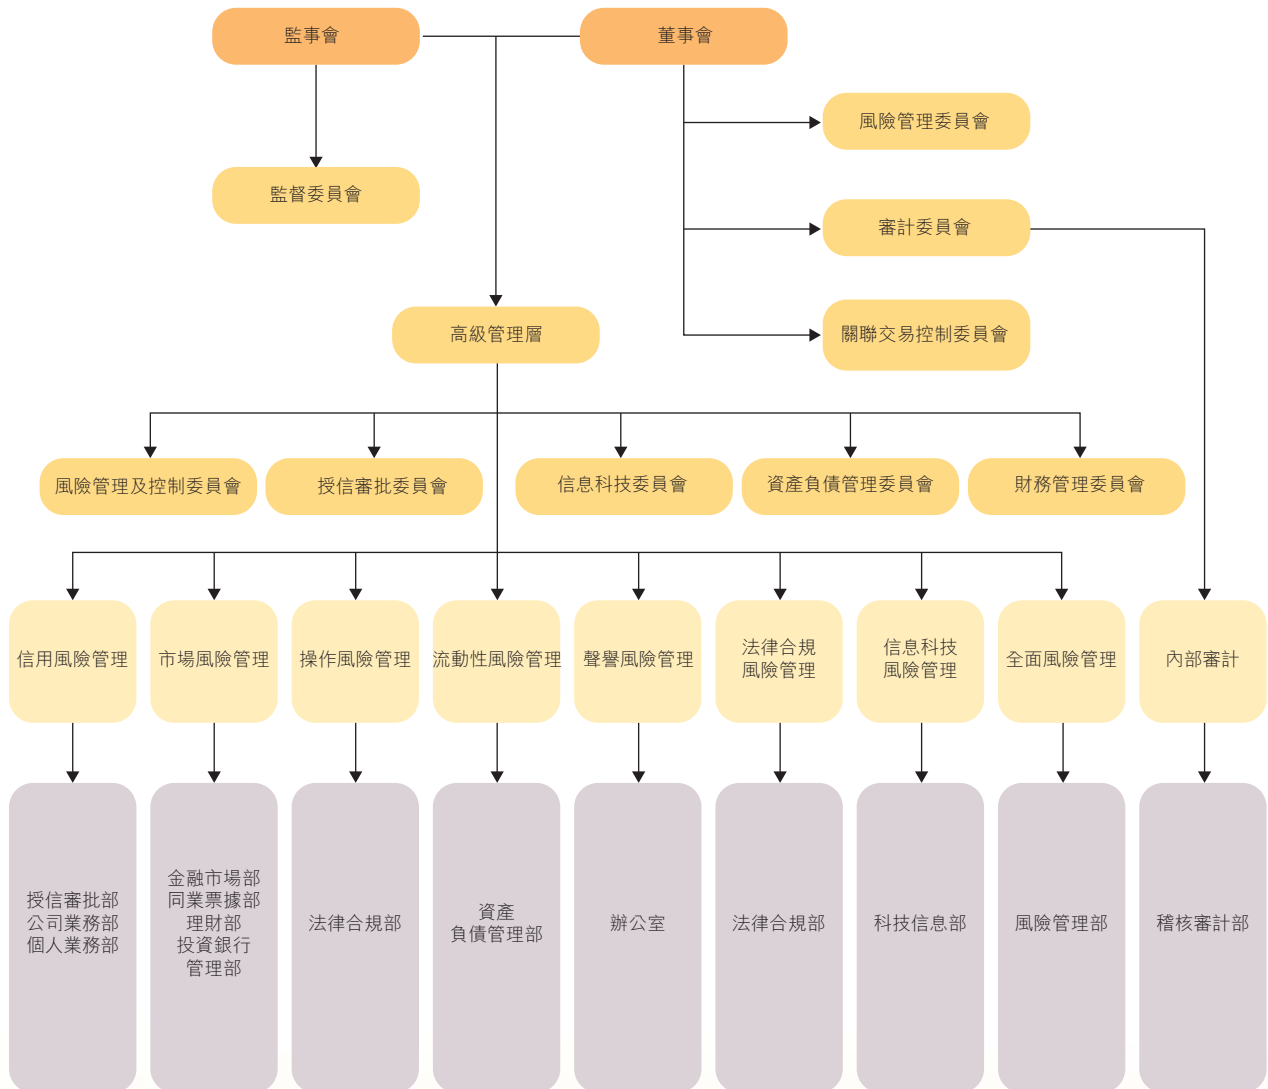 監事會
董事會
風險管理委員會
監督委員會
審計委員會
高級管理層
關聯交易控制委員會
風險管理及控制委員會
授信審批委員會
信息科技委員會
資產負債管理委員會
財務管理委員會
信用風險管理
市場風險管理
操作風險管理
流動性風險管理
聲譽風險管理
法律合規
風險管理
信息科技
風險管理
全面風險管理
內部審計
授信審批部
公司業務部
個人業務部
金融市場部
同業票據部
理財部
投資銀行
管理部
法律合規部
資產
負債管理部
辦公室
法律合規部
科技信息部
風險管理部
稽核審計部